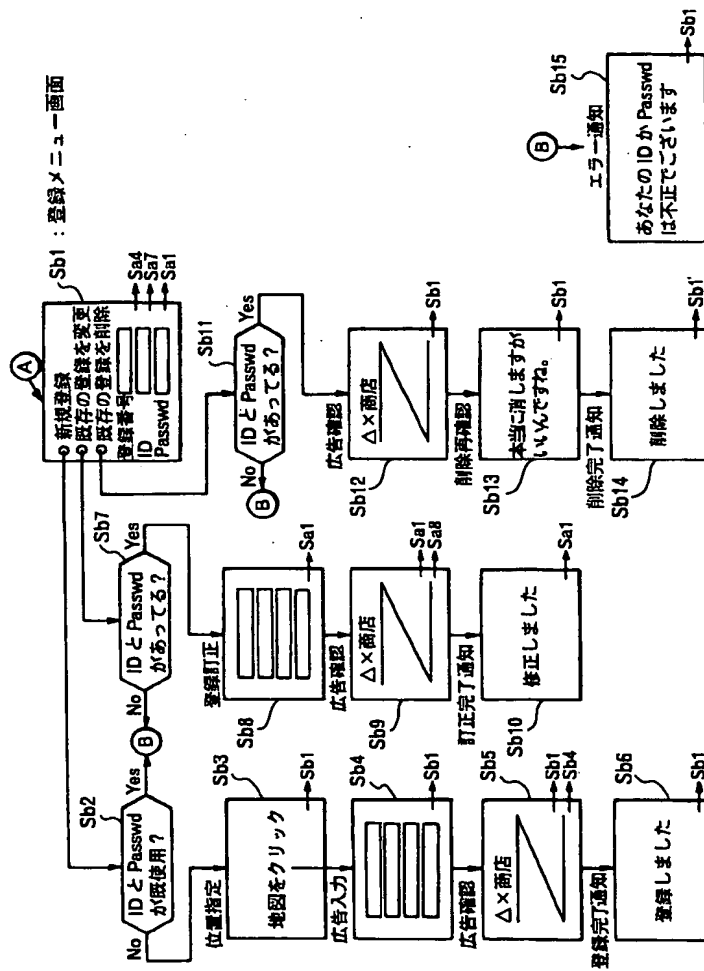 A
Sb1 : 登録メニュー画面
新規登録
既存の登録を変更
既存の登録を削除
登録番号
ID
Passwd
Sa4
Sa7
Sa1
Sb2
IDとPasswd
が既使用?
No
Yes
B
Sb7
IDとPasswd
があってる?
No
Yes
Sb11
IDとPasswd
があってる?
No
Yes
B
位置指定
Sb3
地図をクリック
Sb1
広告入力
Sb4
Sb1
広告確認
Sb5
△×商店
Sb1
Sb4
登録完了通知
Sb6
登録しました
Sb1
登録訂正
Sb8
Sa1
広告確認
Sb9
△×商店
Sa1
Sa8
訂正完了通知
Sb10
修正しました
Sa1
広告確認
Sb12
△×商店
Sb1
削除再確認
Sb13
本当に消しますが
いいんですね。
Sb1
削除完了通知
Sb14
削除しました
Sb1'
B
エラー通知
Sb15
あなたのIDかPasswd
は不正でございます
Sb1